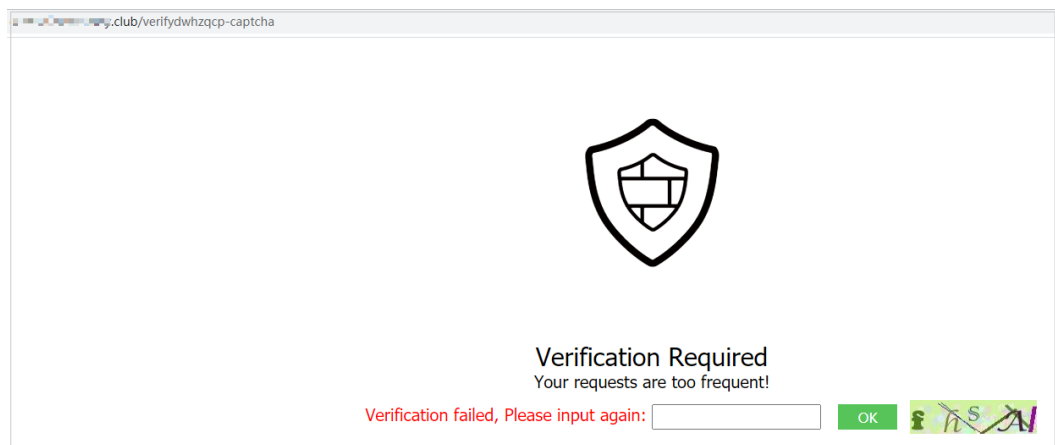 .club/verifydwhzqcp-captcha
Verification Required
Your requests are too frequent!
Verification failed, Please input again: OK